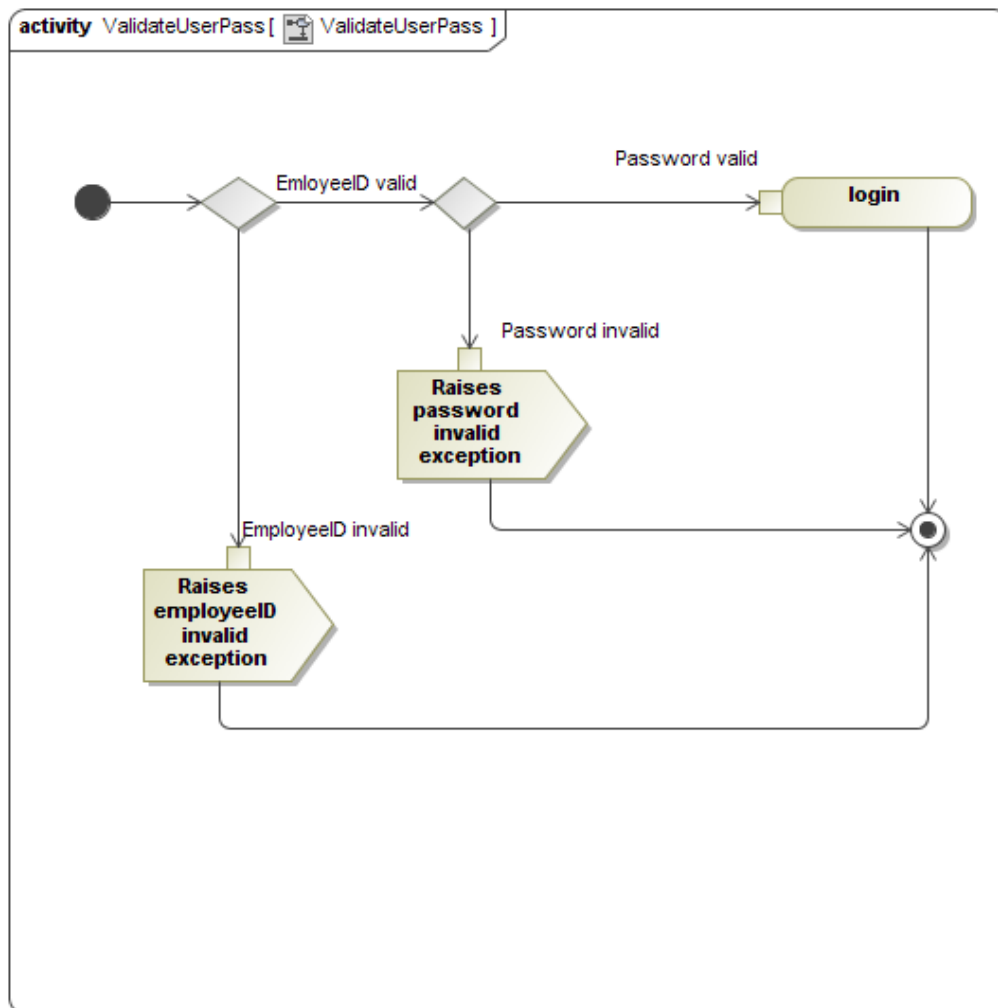 activity ValidateUserPass[ ValidateUserPass ]
Password valid
EmloyeeID valid
login
Password invalid
Raises
password
invalid
exception
EmployeeID invalid
Raises
employeeID
invalid
exception